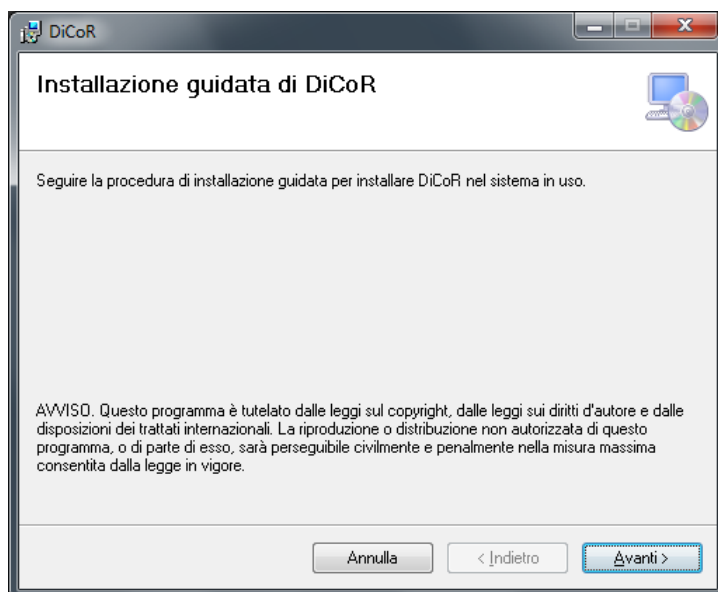 DiCoR
Installazione guidata di DiCoR
Seguire la procedura di installazione guidata per installare DiCoR nel sistema in uso.
AVVISO. Questo programma è tutelato dalle leggi sul copyright, dalle leggi sui diritti d'autore e dalle
disposizioni dei trattati internazionali. La riproduzione o distribuzione non autorizzata di questo
programma, o di parte di esso, sarà perseguibile civilmente e penalmente nella misura massima
consentita dalla legge in vigore.
Annulla
< Indietro
Avanti >